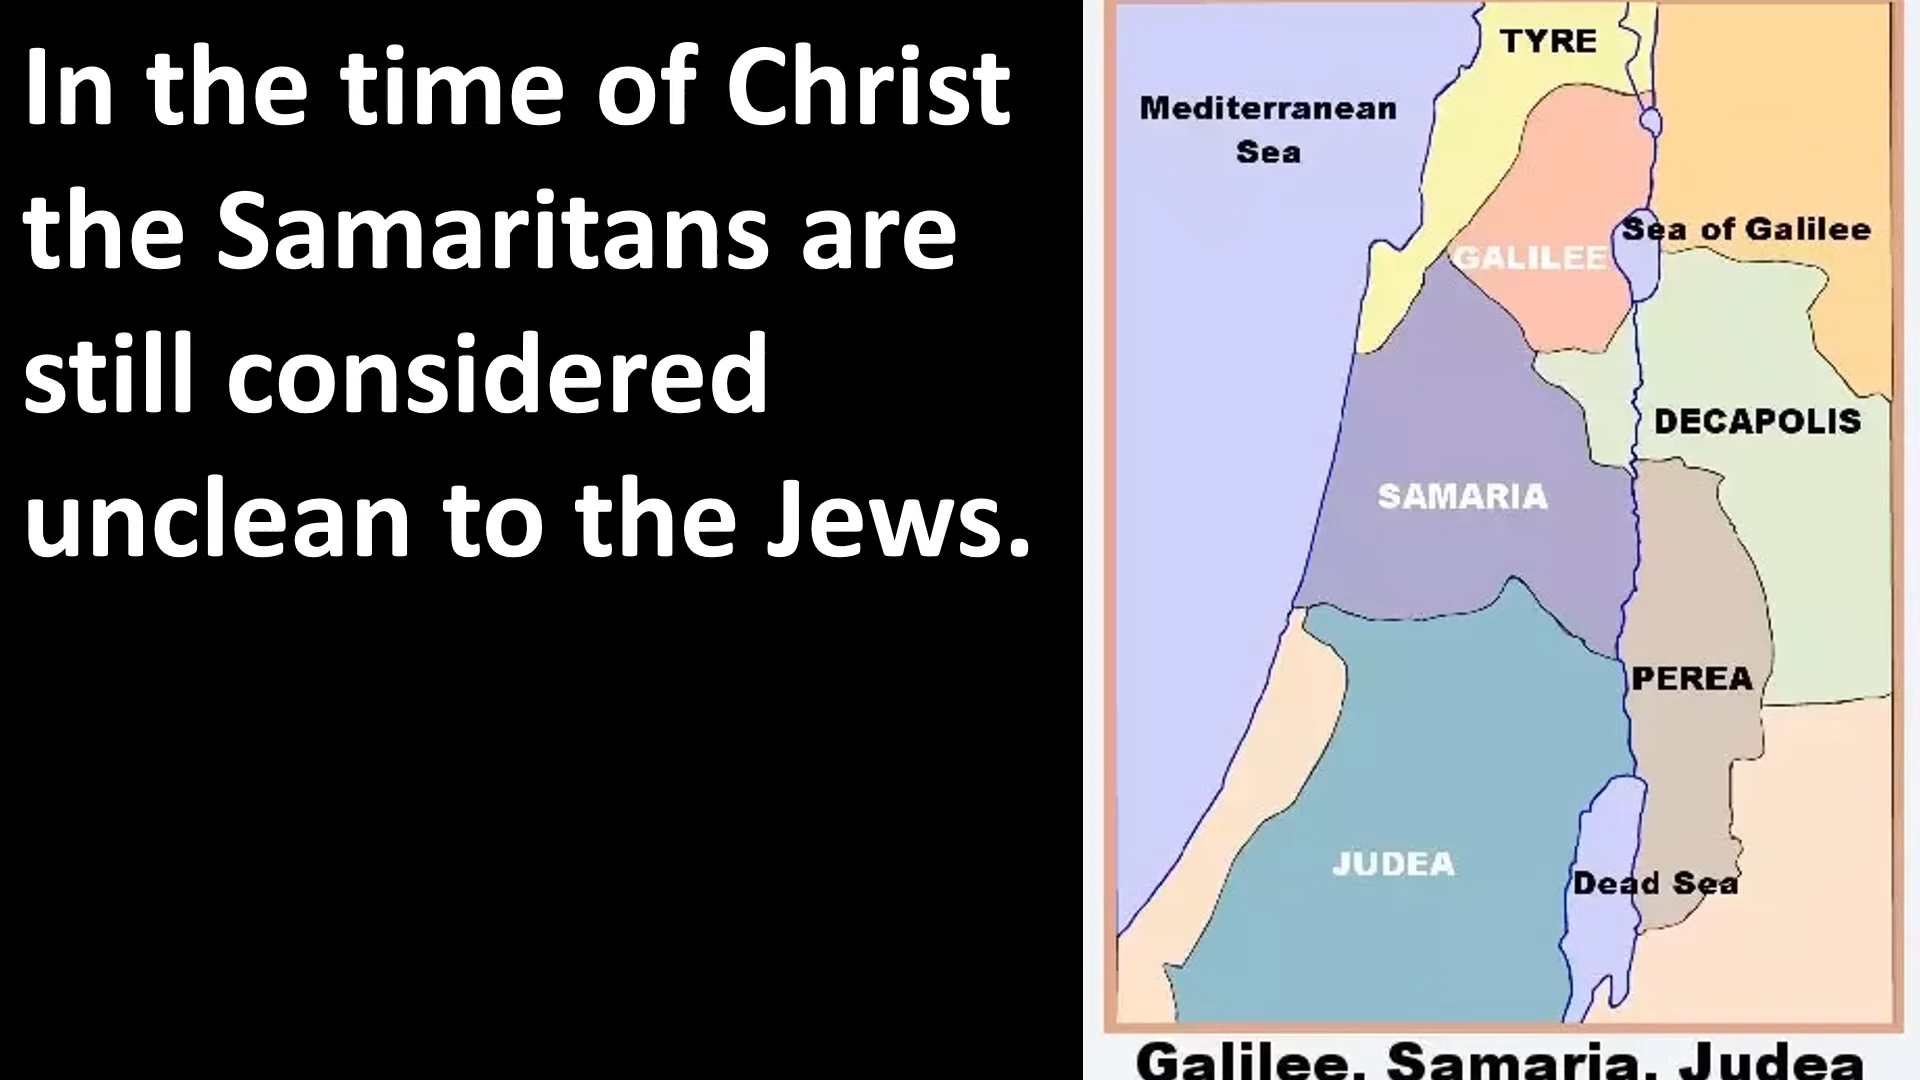 In the time of Christ
the Samaritans are
still considered
unclean to the Jews.
TYRE
Mediterranean
Sea
Sea of Galilee
GALILEE
DECAPOLIS
SAMARIA
PEREA
JUDEA
Dead Sea
Galilee, Samaria, Judea